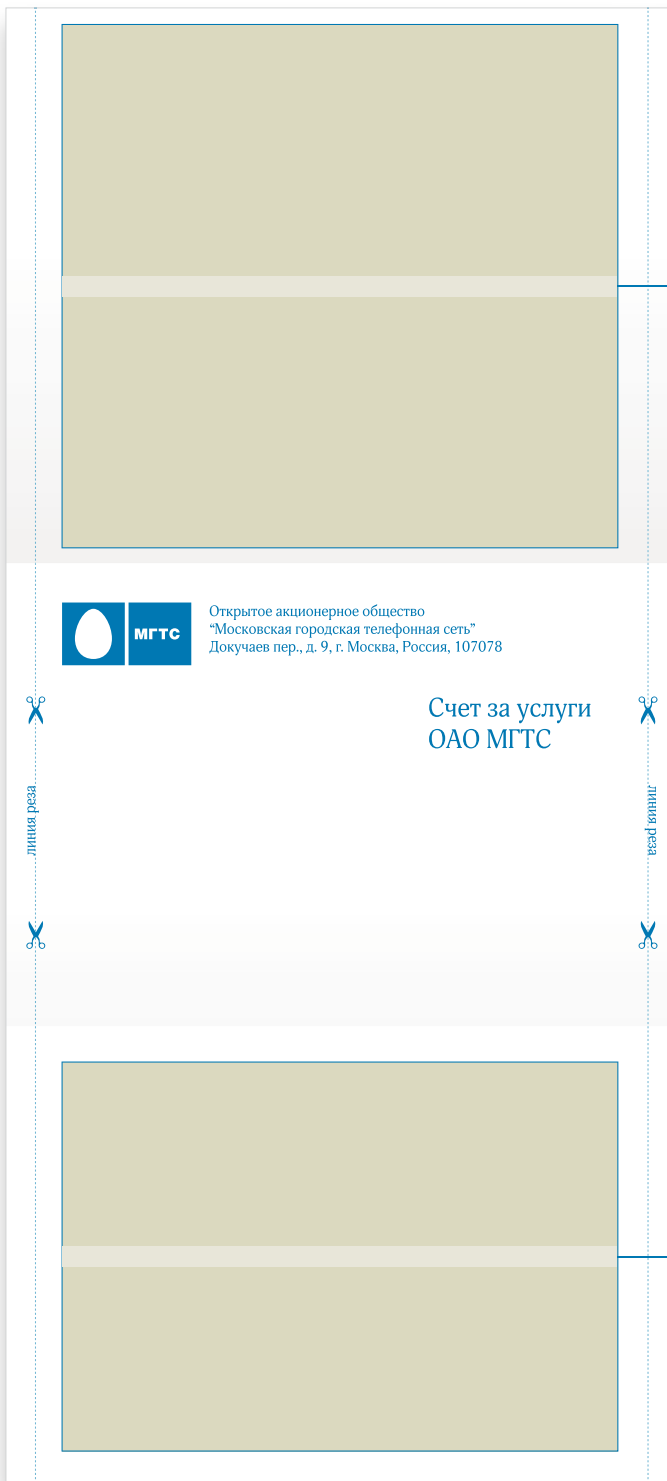 МГТС
Открытое акционерное общество
“Московская городская телефонная сеть”
Докучаев пер., д. 9, г. Москва, Россия, 107078
Счет за услуги
ОАО МГТС
линия реза
линия реза